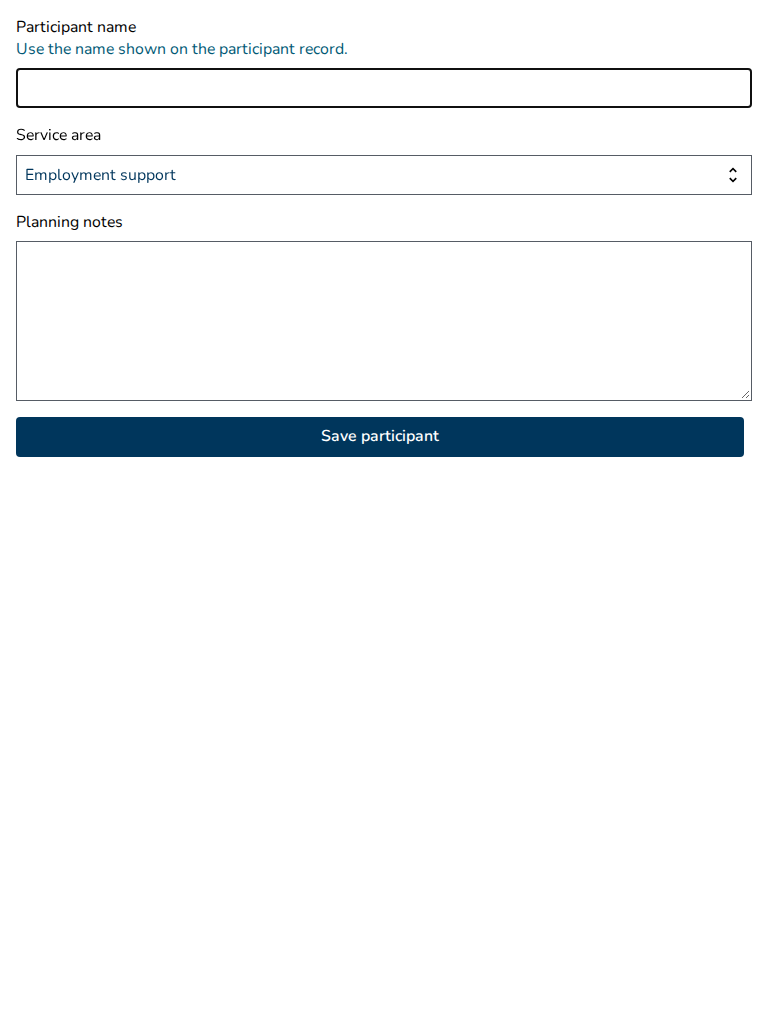 Participant name
Use the name shown on the participant record.
Service area
Employment support
Planning notes
Save participant